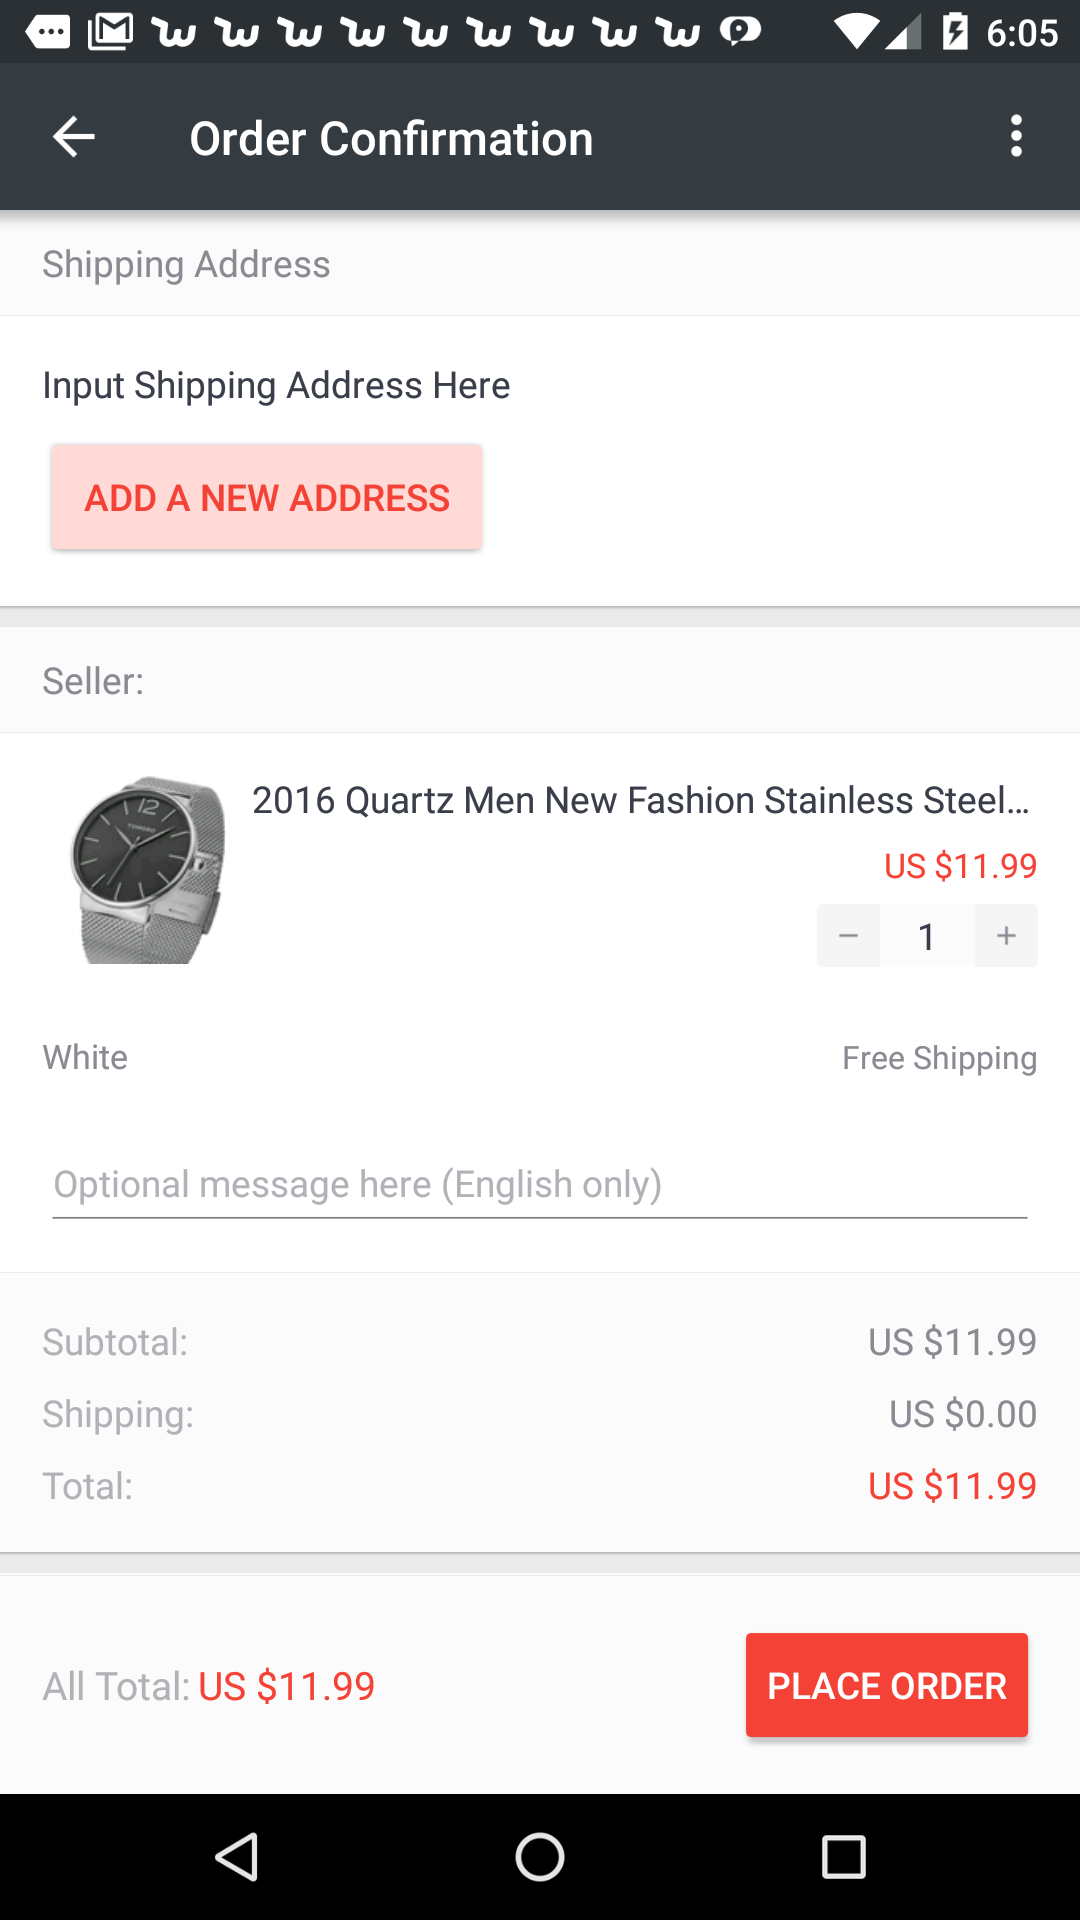 6:05
Order Confirmation
Shipping Address
Input Shipping Address Here
ADD A NEW ADDRESS
Seller:
2016 Quartz Men New Fashion Stainless Steel...
US $11.99
− 1 +
White Free Shipping
Optional message here (English only)
Subtotal: US $11.99
Shipping: US $0.00
Total: US $11.99
All Total: US $11.99
PLACE ORDER